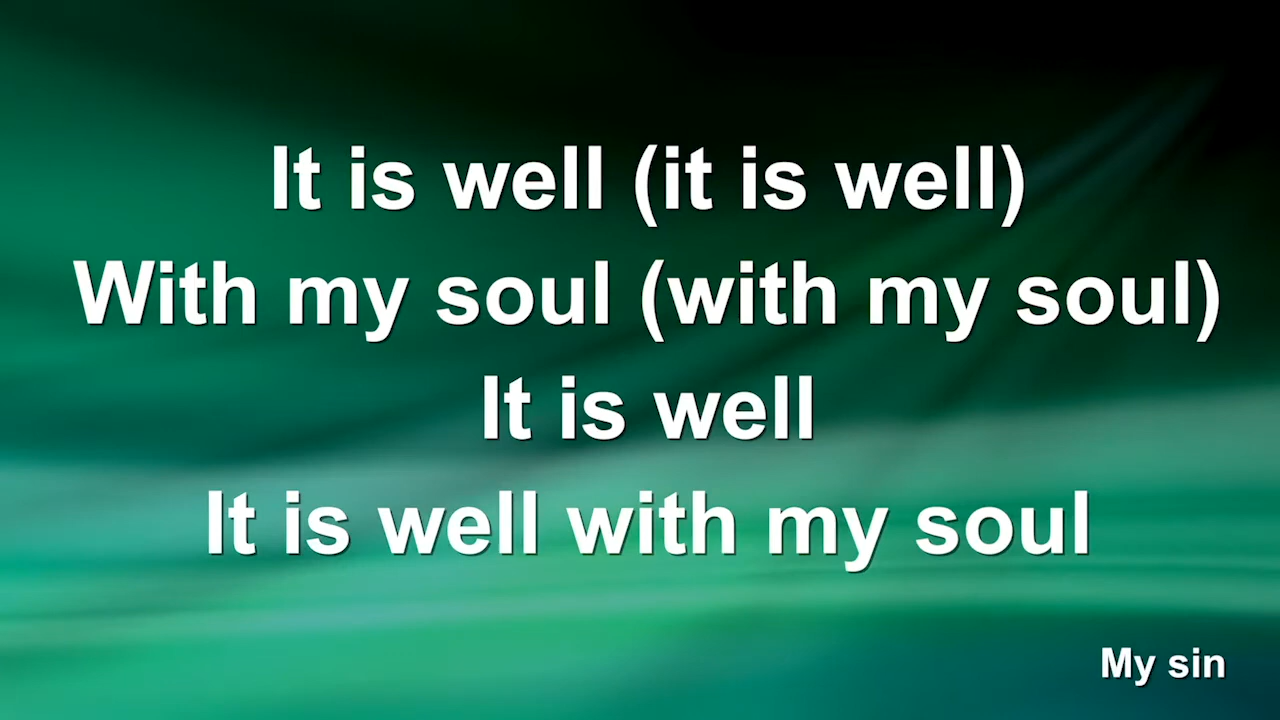 It is well (it is well)
With my soul (with my soul)
It is well
It is well with my soul
My sin